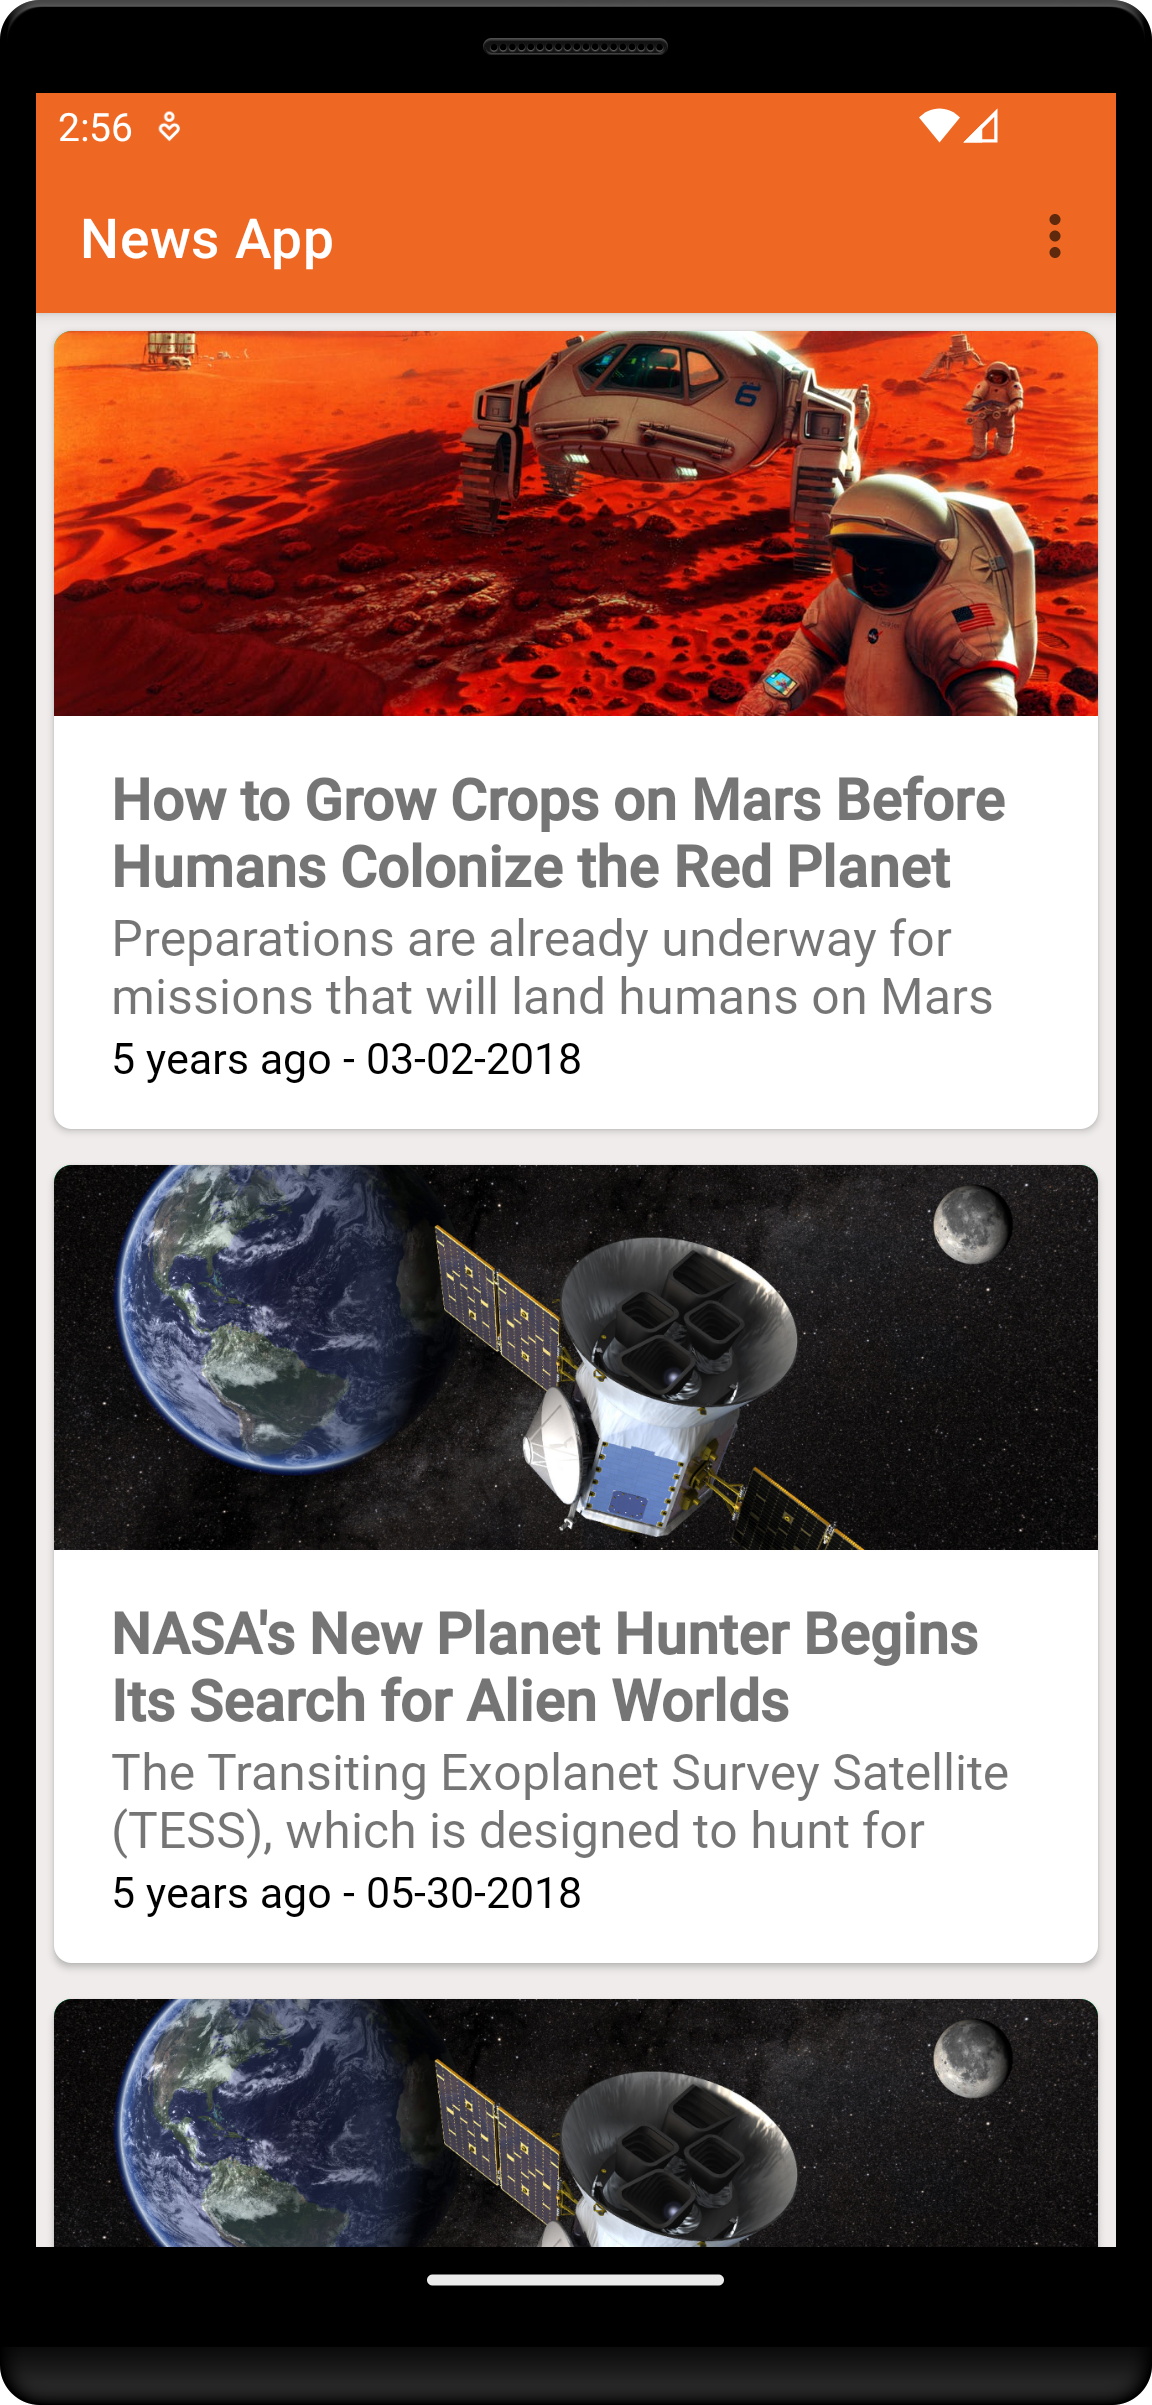 2:56
News App
6
How to Grow Crops on Mars Before
Humans Colonize the Red Planet
Preparations are already underway for
missions that will land humans on Mars
5 years ago - 03-02-2018
NASA's New Planet Hunter Begins
Its Search for Alien Worlds
The Transiting Exoplanet Survey Satellite
(TESS), which is designed to hunt for
5 years ago - 05-30-2018